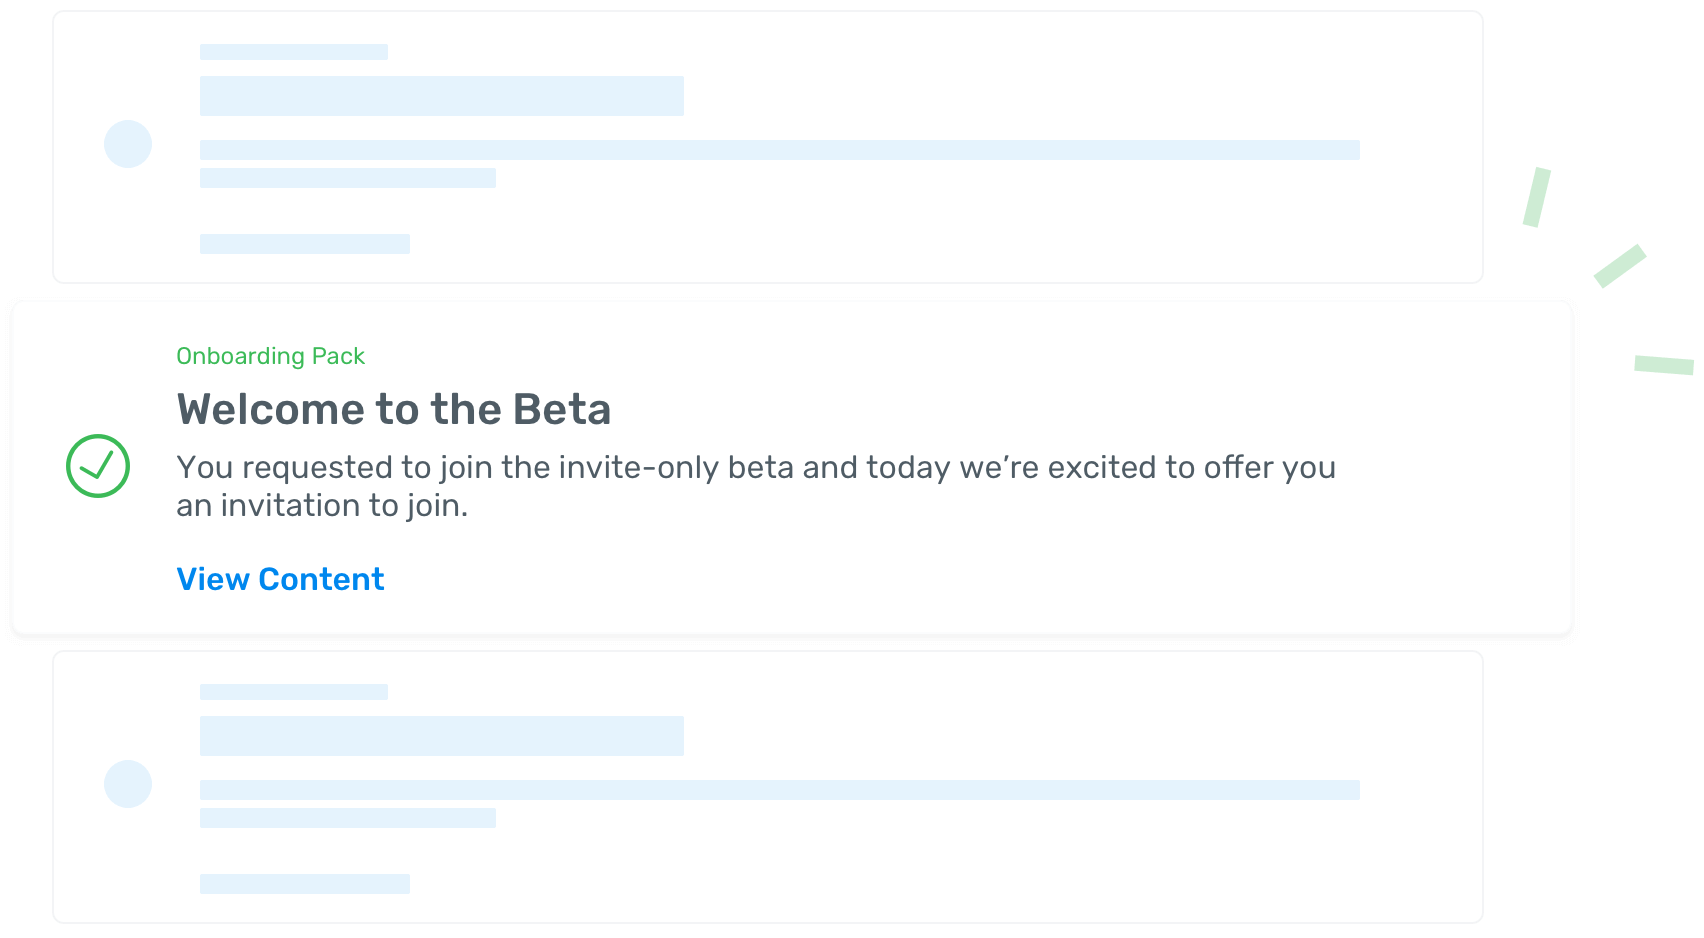 Onboarding Pack
Welcome to the Beta
You requested to join the invite-only beta and today we’re excited to offer you
an invitation to join.
View Content